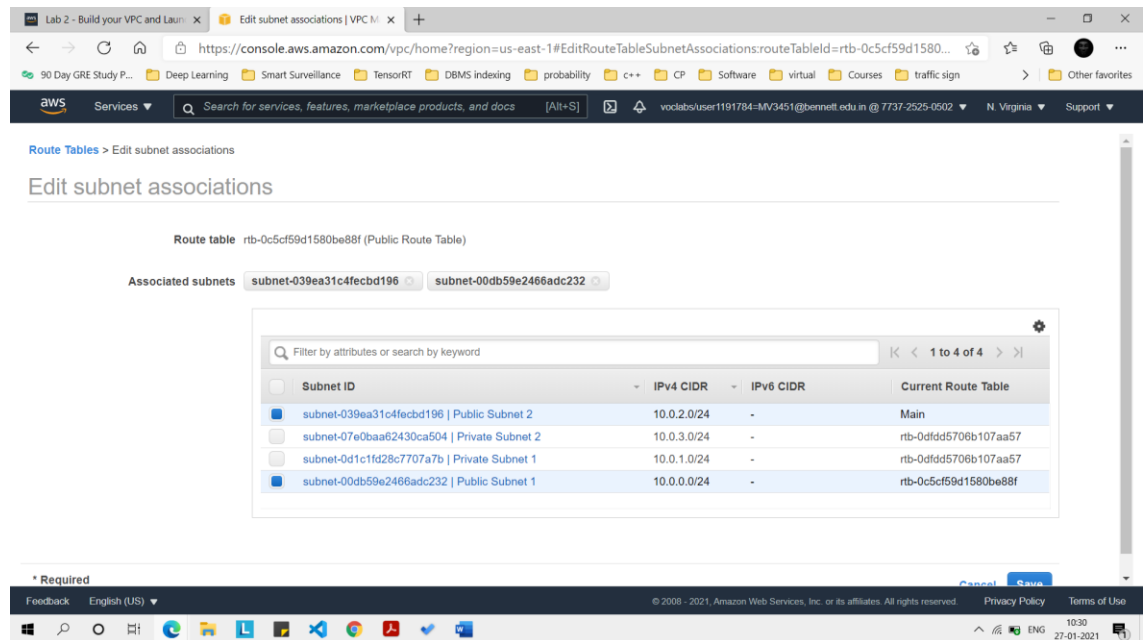 Lab 2 - Build your VPC and Laun
Edit subnet associations | VPC M
https://console.aws.amazon.com/vpc/home?region=us-east-1#EditRouteTableSubnetAssociations:routeTableId=rtb-0c5cf59d1580...
90 Day GRE Study P... Deep Learning Smart Surveillance TensorRT DBMS indexing probability c++ CP Software virtual Courses traffic sign Other favorites
aws Services Search for services, features, marketplace products, and docs [Alt+S] voclabs/user1191784=MV3451@bennett.edu.in @ 7737-2525-0502 N. Virginia Support
Route Tables > Edit subnet associations
Edit subnet associations
Route table rtb-0c5cf59d1580be88f (Public Route Table)
Associated subnets subnet-039ea31c4fecbd196 subnet-00db59e2466adc232
Filter by attributes or search by keyword 1 to 4 of 4
Subnet ID IPv4 CIDR IPv6 CIDR Current Route Table
subnet-039ea31c4fecbd196 | Public Subnet 2 10.0.2.0/24 - Main
subnet-07e0baa62430ca504 | Private Subnet 2 10.0.3.0/24 - rtb-0dfdd5706b107aa57
subnet-0d1c1fd28c7707a7b | Private Subnet 1 10.0.1.0/24 - rtb-0dfdd5706b107aa57
subnet-00db59e2466adc232 | Public Subnet 1 10.0.0.0/24 - rtb-0c5cf59d1580be88f
* Required Cancel Save
Feedback English (US) © 2008 - 2021, Amazon Web Services, Inc. or its affiliates. All rights reserved. Privacy Policy Terms of Use
ENG 10:30
27-01-2021